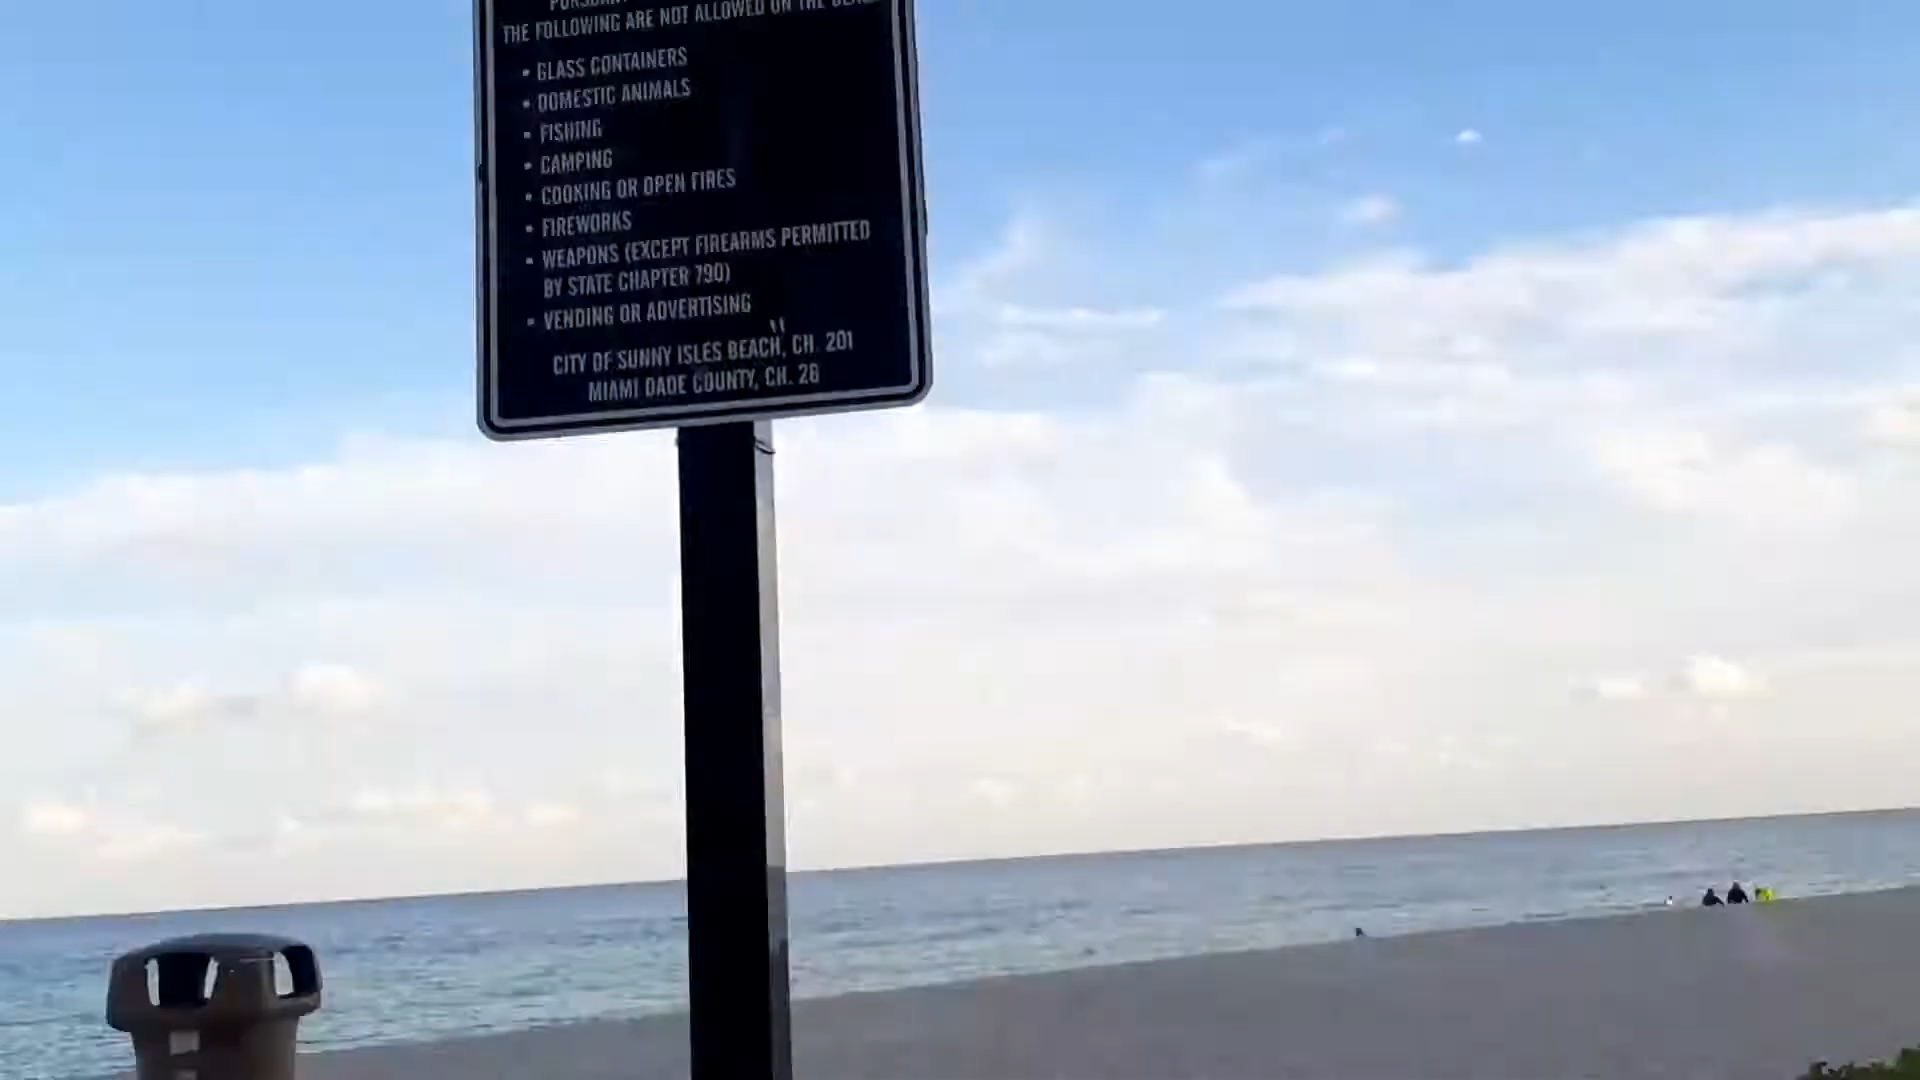 THE FOLLOWING ARE NOT ALLOWED ON THE
• GLASS CONTAINERS
• DOMESTIC ANIMALS
• FISHING
• CAMPING
• COOKING OR OPEN FIRES
• FIREWORKS
• WEAPONS (EXCEPT FIREARMS PERMITTED
BY STATE CHAPTER 790)
• VENDING OR ADVERTISING
CITY OF SUNNY ISLES BEACH, CH. 201
MIAMI DADE COUNTY, CH. 26